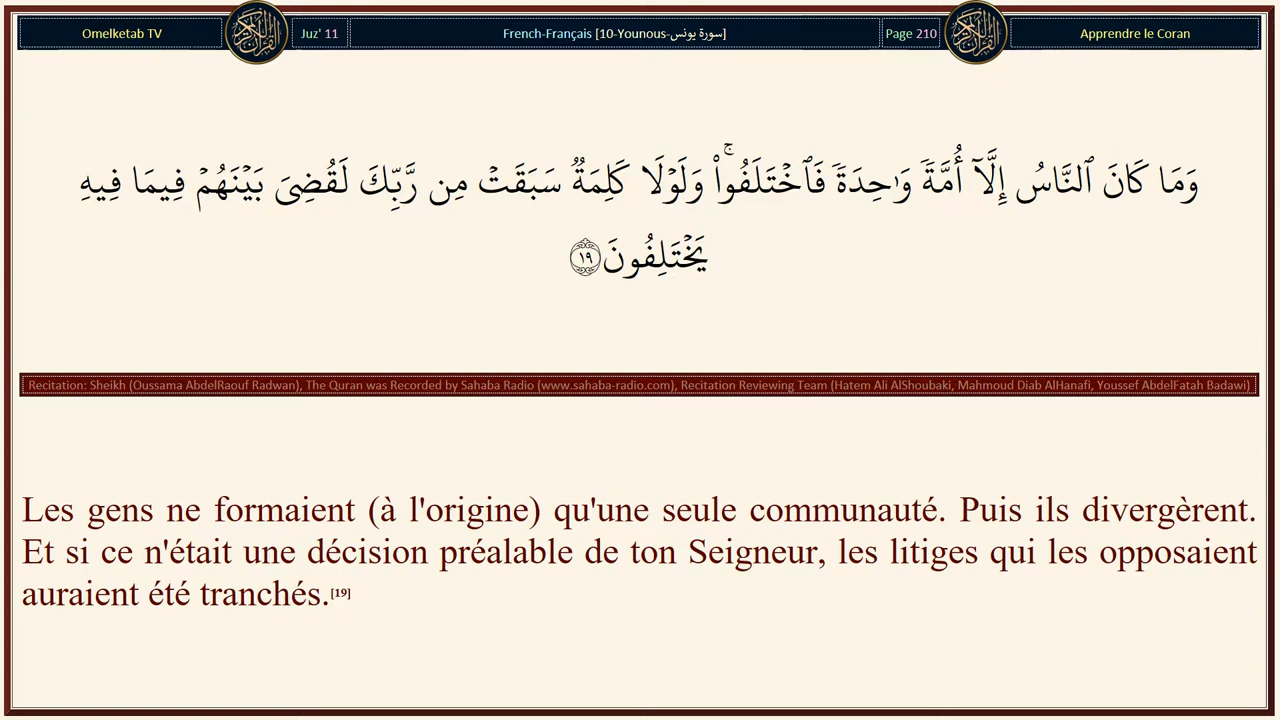 Omelketab TV
Juz' 11
French-Français [10-Younous-سورة يونس]
Page 210
Apprendre le Coran
وَمَا كَانَ ٱلنَّاسُ إِلَّآ أُمَّةٗ وَٰحِدَةٗ فَٱخۡتَلَفُواْۚ وَلَوۡلَا كَلِمَةٞ سَبَقَتۡ مِن رَّبِّكَ لَقُضِيَ بَيۡنَهُمۡ فِيمَا فِيهِ
يَخۡتَلِفُونَ ١٩
Recitation: Sheikh (Oussama AbdelRaouf Radwan), The Quran was Recorded by Sahaba Radio (www.sahaba-radio.com), Recitation Reviewing Team (Hatem Ali AlShoubaki, Mahmoud Diab AlHanafi, Youssef AbdelFatah Badawi)
Les gens ne formaient (à l'origine) qu'une seule communauté. Puis ils divergèrent.
Et si ce n'était une décision préalable de ton Seigneur, les litiges qui les opposaient
auraient été tranchés.[19]